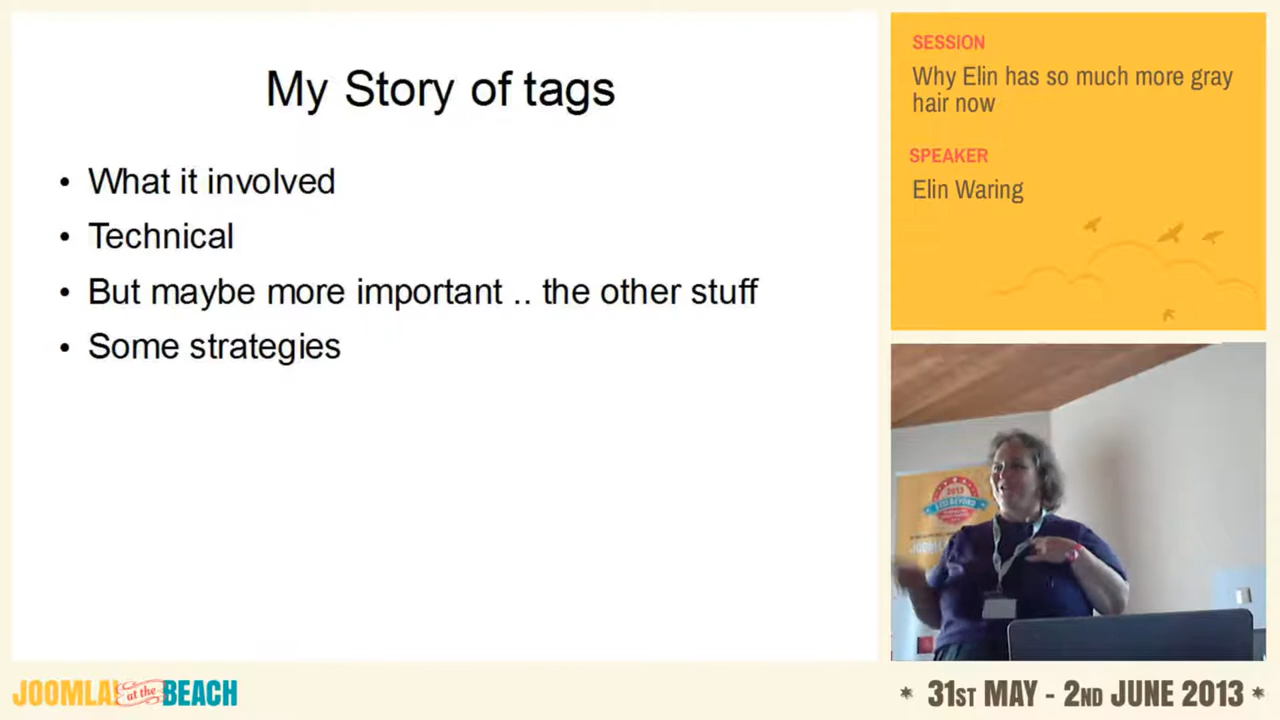 My Story of tags
• What it involved
• Technical
• But maybe more important .. the other stuff
• Some strategies
SESSION
Why Elin has so much more gray
hair now
SPEAKER
Elin Waring
2013
JOOMLA! at the BEACH
* 31ST MAY - 2ND JUNE 2013 *